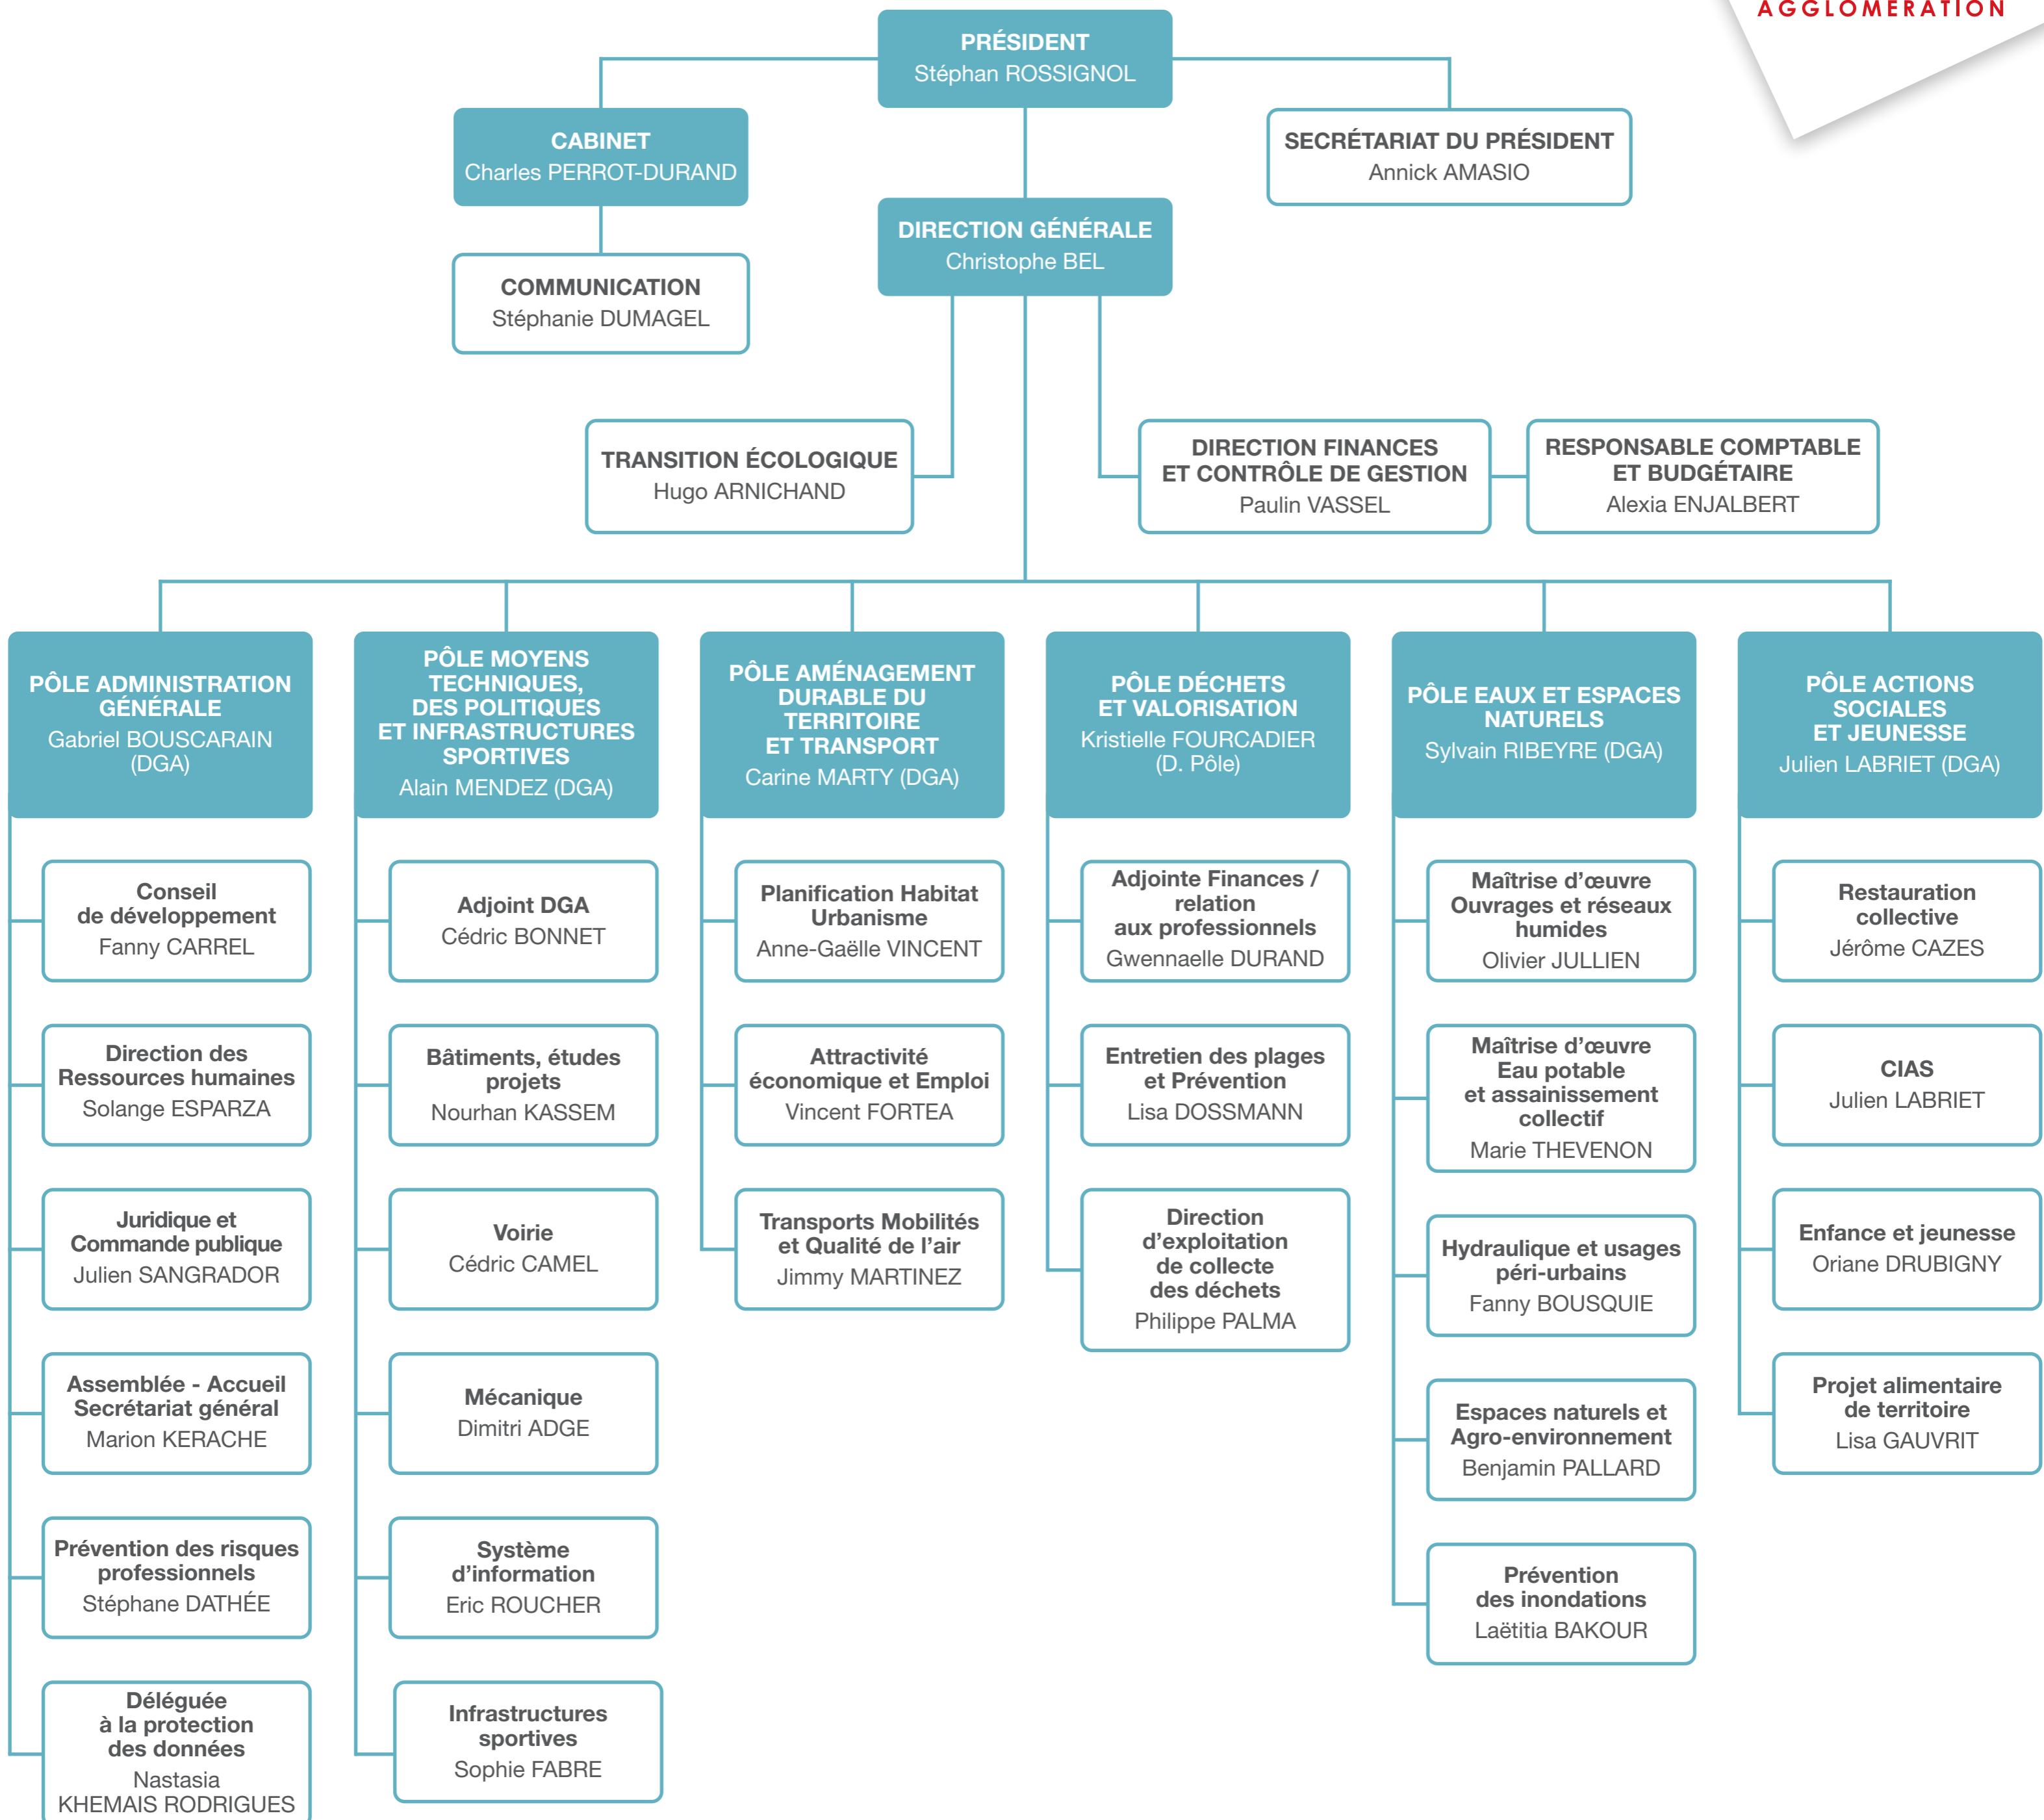 AGGLOMÉRATION
PRÉSIDENT
Stéphan ROSSIGNOL
CABINET
Charles PERROT-DURAND
SECRÉTARIAT DU PRÉSIDENT
Annick AMASIO
DIRECTION GÉNÉRALE
Christophe BEL
COMMUNICATION
Stéphanie DUMAGEL
TRANSITION ÉCOLOGIQUE
Hugo ARNICHAND
DIRECTION FINANCES
ET CONTRÔLE DE GESTION
Paulin VASSEL
RESPONSABLE COMPTABLE
ET BUDGÉTAIRE
Alexia ENJALBERT
PÔLE ADMINISTRATION
GÉNÉRALE
Gabriel BOUSCARAIN
(DGA)
Conseil
de développement
Fanny CARREL
Direction des
Ressources humaines
Solange ESPARZA
Juridique et
Commande publique
Julien SANGRADOR
Assemblée - Accueil
Secrétariat général
Marion KERACHE
Prévention des risques
professionnels
Stéphane DATHÉE
Déléguée
à la protection
des données
Nastasia
KHEMAIS RODRIGUES
PÔLE MOYENS
TECHNIQUES,
DES POLITIQUES
ET INFRASTRUCTURES
SPORTIVES
Alain MENDEZ (DGA)
Adjoint DGA
Cédric BONNET
Bâtiments, études
projets
Nourhan KASSEM
Voirie
Cédric CAMEL
Mécanique
Dimitri ADGE
Système
d'information
Eric ROUCHER
Infrastructures
sportives
Sophie FABRE
PÔLE AMÉNAGEMENT
DURABLE DU
TERRITOIRE
ET TRANSPORT
Carine MARTY (DGA)
Planification Habitat
Urbanisme
Anne-Gaëlle VINCENT
Attractivité
économique et Emploi
Vincent FORTEA
Transports Mobilités
et Qualité de l'air
Jimmy MARTINEZ
PÔLE DÉCHETS
ET VALORISATION
Kristielle FOURCADIER
(D. Pôle)
Adjointe Finances /
relation
aux professionnels
Gwennaelle DURAND
Entretien des plages
et Prévention
Lisa DOSSMANN
Direction
d'exploitation
de collecte
des déchets
Philippe PALMA
PÔLE EAUX ET ESPACES
NATURELS
Sylvain RIBEYRE (DGA)
Maîtrise d'œuvre
Ouvrages et réseaux
humides
Olivier JULLIEN
Maîtrise d'œuvre
Eau potable
et assainissement
collectif
Marie THEVENON
Hydraulique et usages
péri-urbains
Fanny BOUSQUIE
Espaces naturels et
Agro-environnement
Benjamin PALLARD
Prévention
des inondations
Laëtitia BAKOUR
PÔLE ACTIONS
SOCIALES
ET JEUNESSE
Julien LABRIET (DGA)
Restauration
collective
Jérôme CAZES
CIAS
Julien LABRIET
Enfance et jeunesse
Oriane DRUBIGNY
Projet alimentaire
de territoire
Lisa GAUVRIT